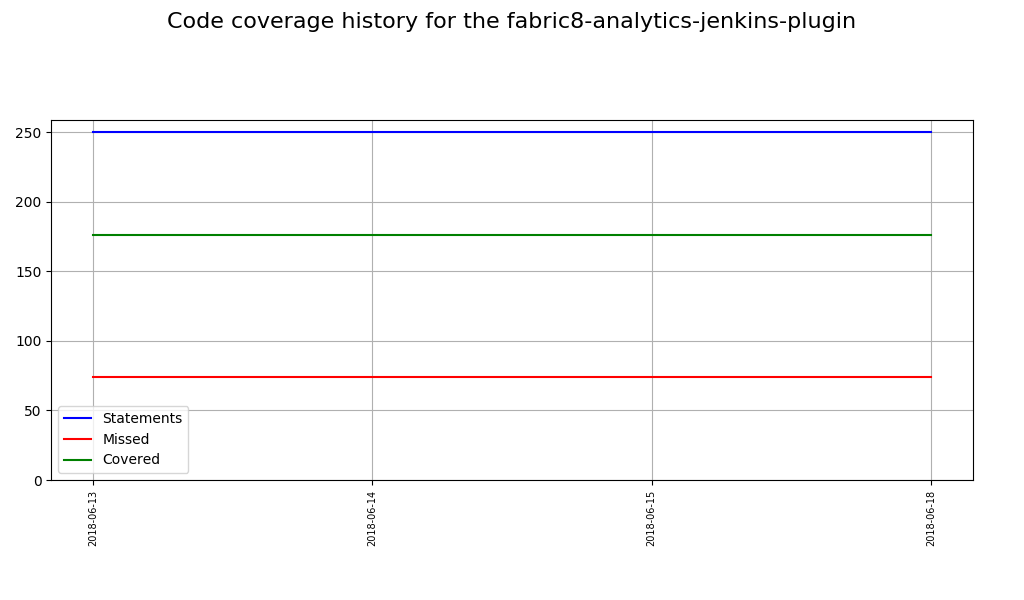 Code coverage history for the fabric8-analytics-jenkins-plugin
250
200
150
100
50
0
Statements
Missed
Covered
2018-06-13
2018-06-14
2018-06-15
2018-06-18